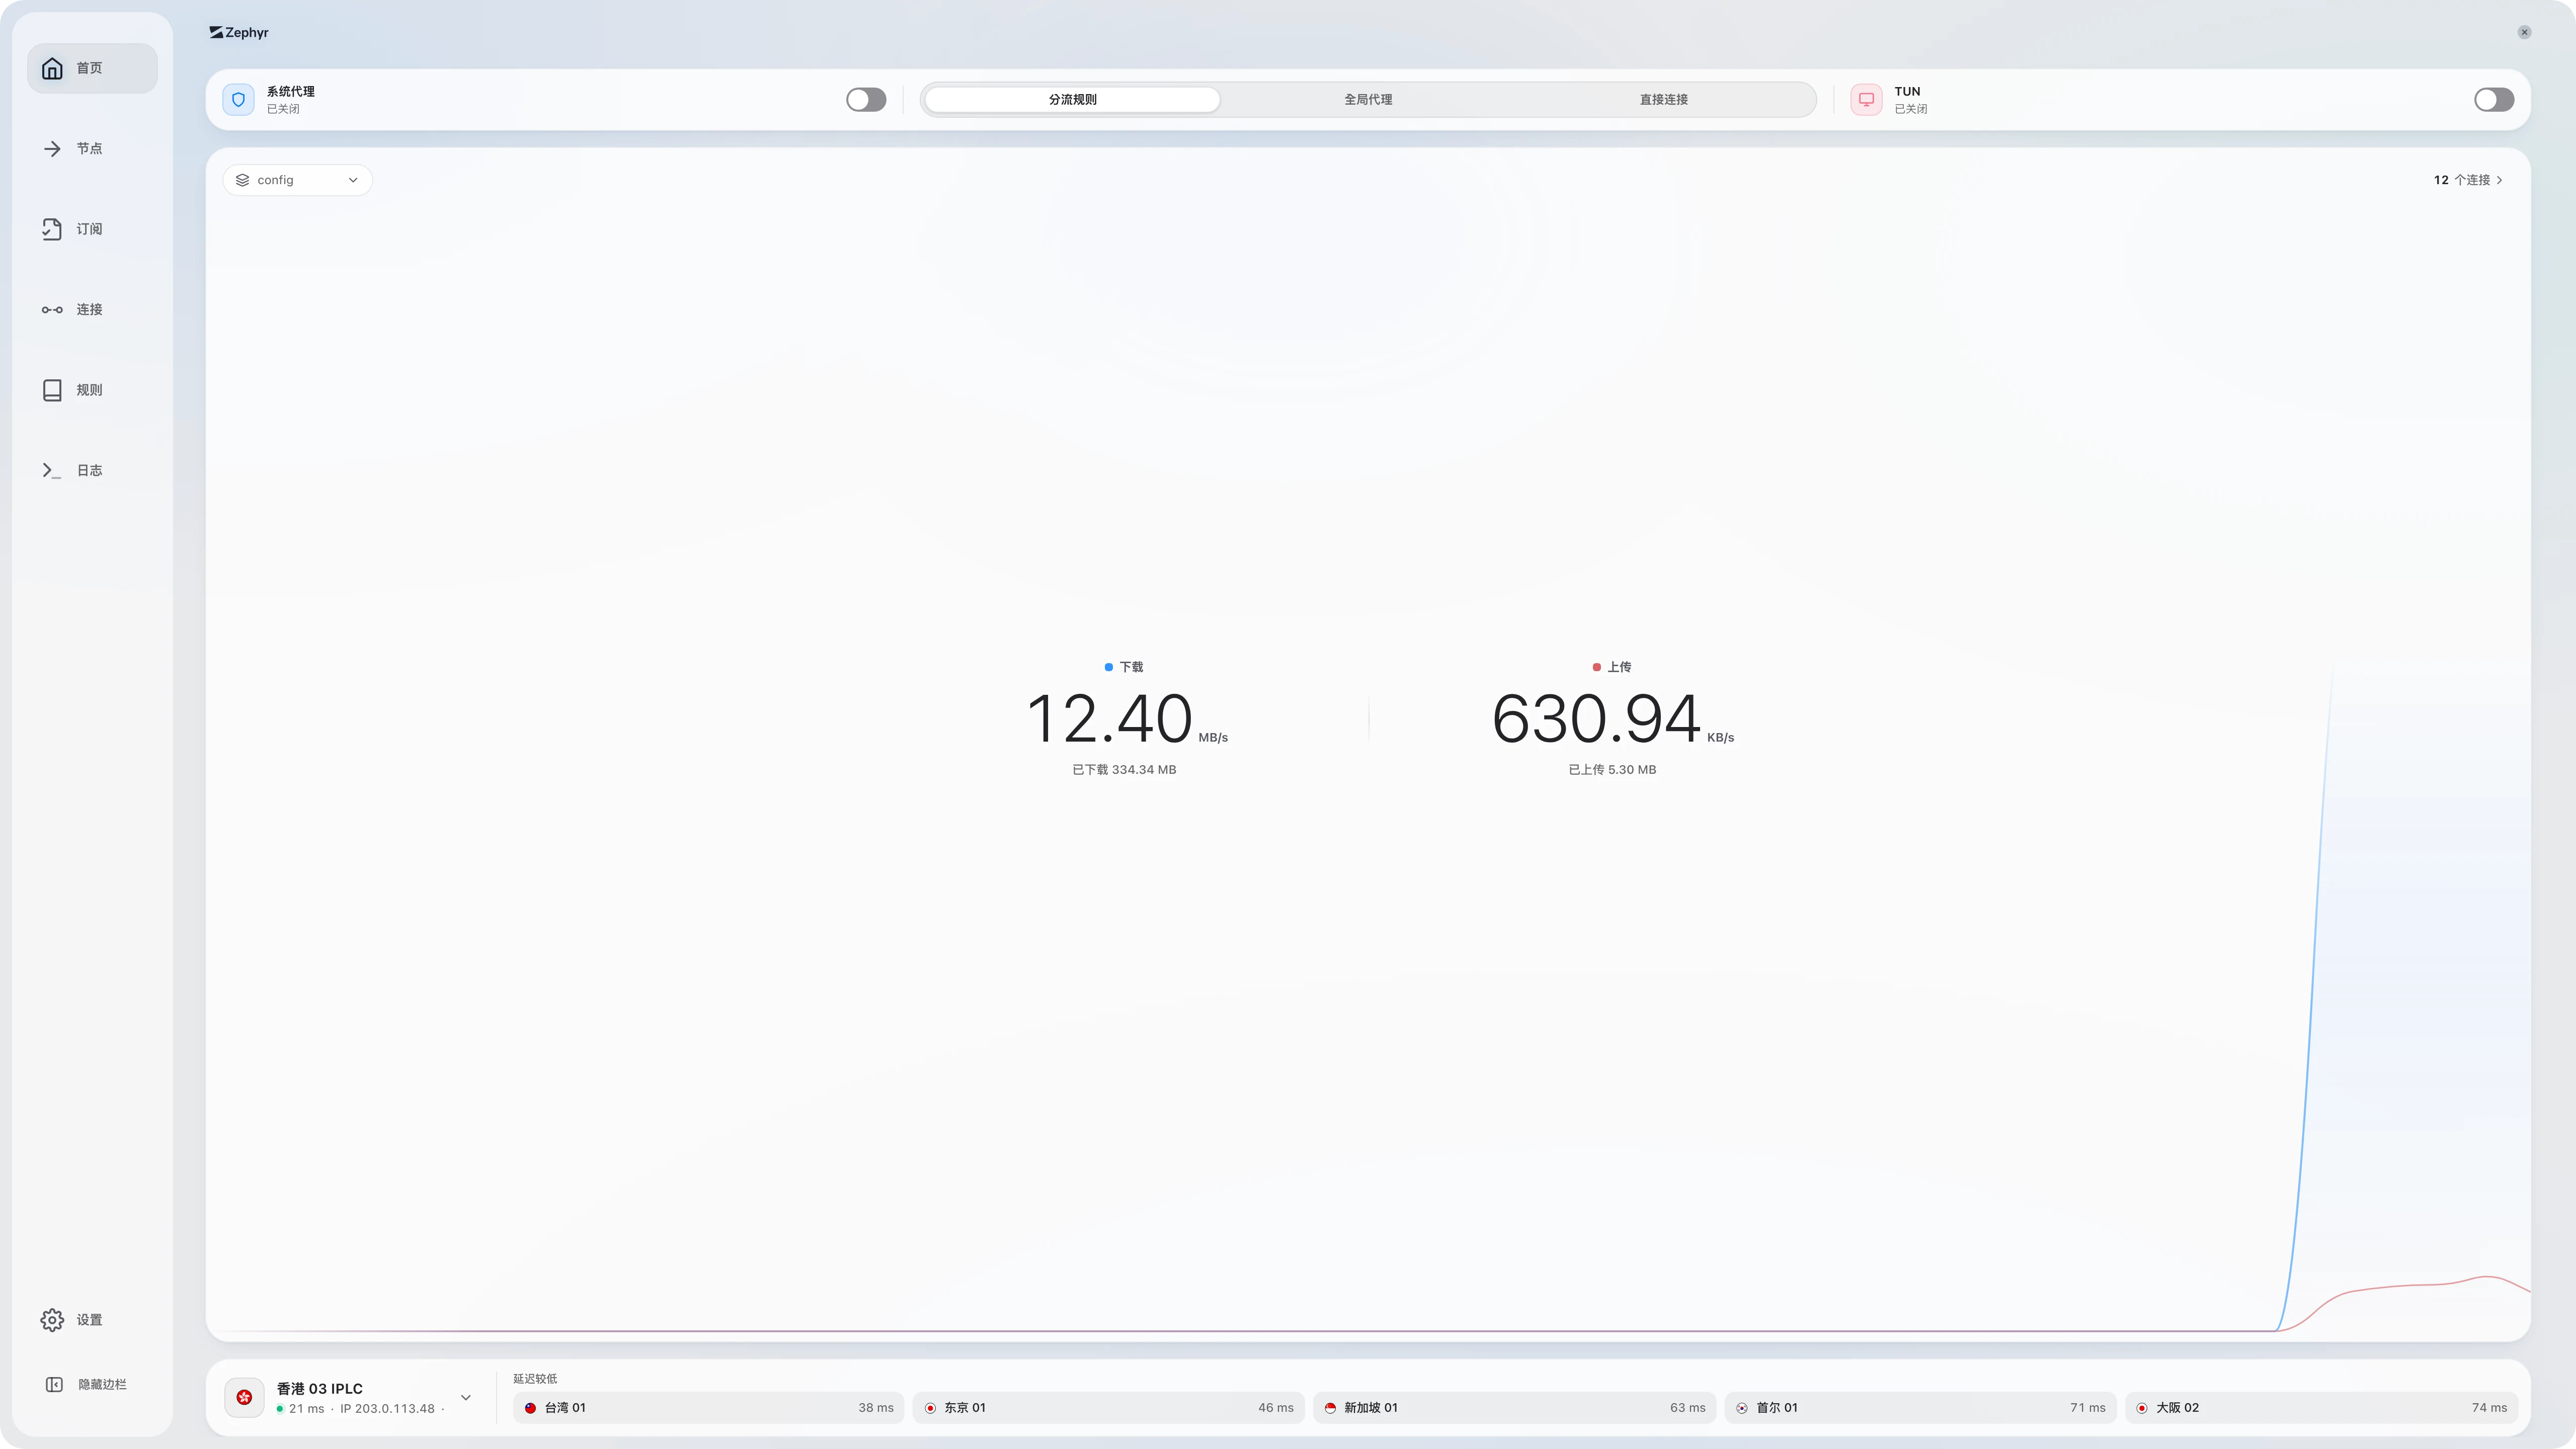 Zephyr
首页
节点
订阅
连接
规则
日志
设置
隐藏边栏
系统代理
已关闭
分流规则
全局代理
直接连接
TUN
已关闭
config
12 个连接
下载
12.40 MB/s
已下载 334.34 MB
上传
630.94 KB/s
已上传 5.30 MB
香港 03 IPLC
21 ms · IP 203.0.113.48 ·
延迟较低
台湾 01 38 ms
东京 01 46 ms
新加坡 01 63 ms
首尔 01 71 ms
大阪 02 74 ms